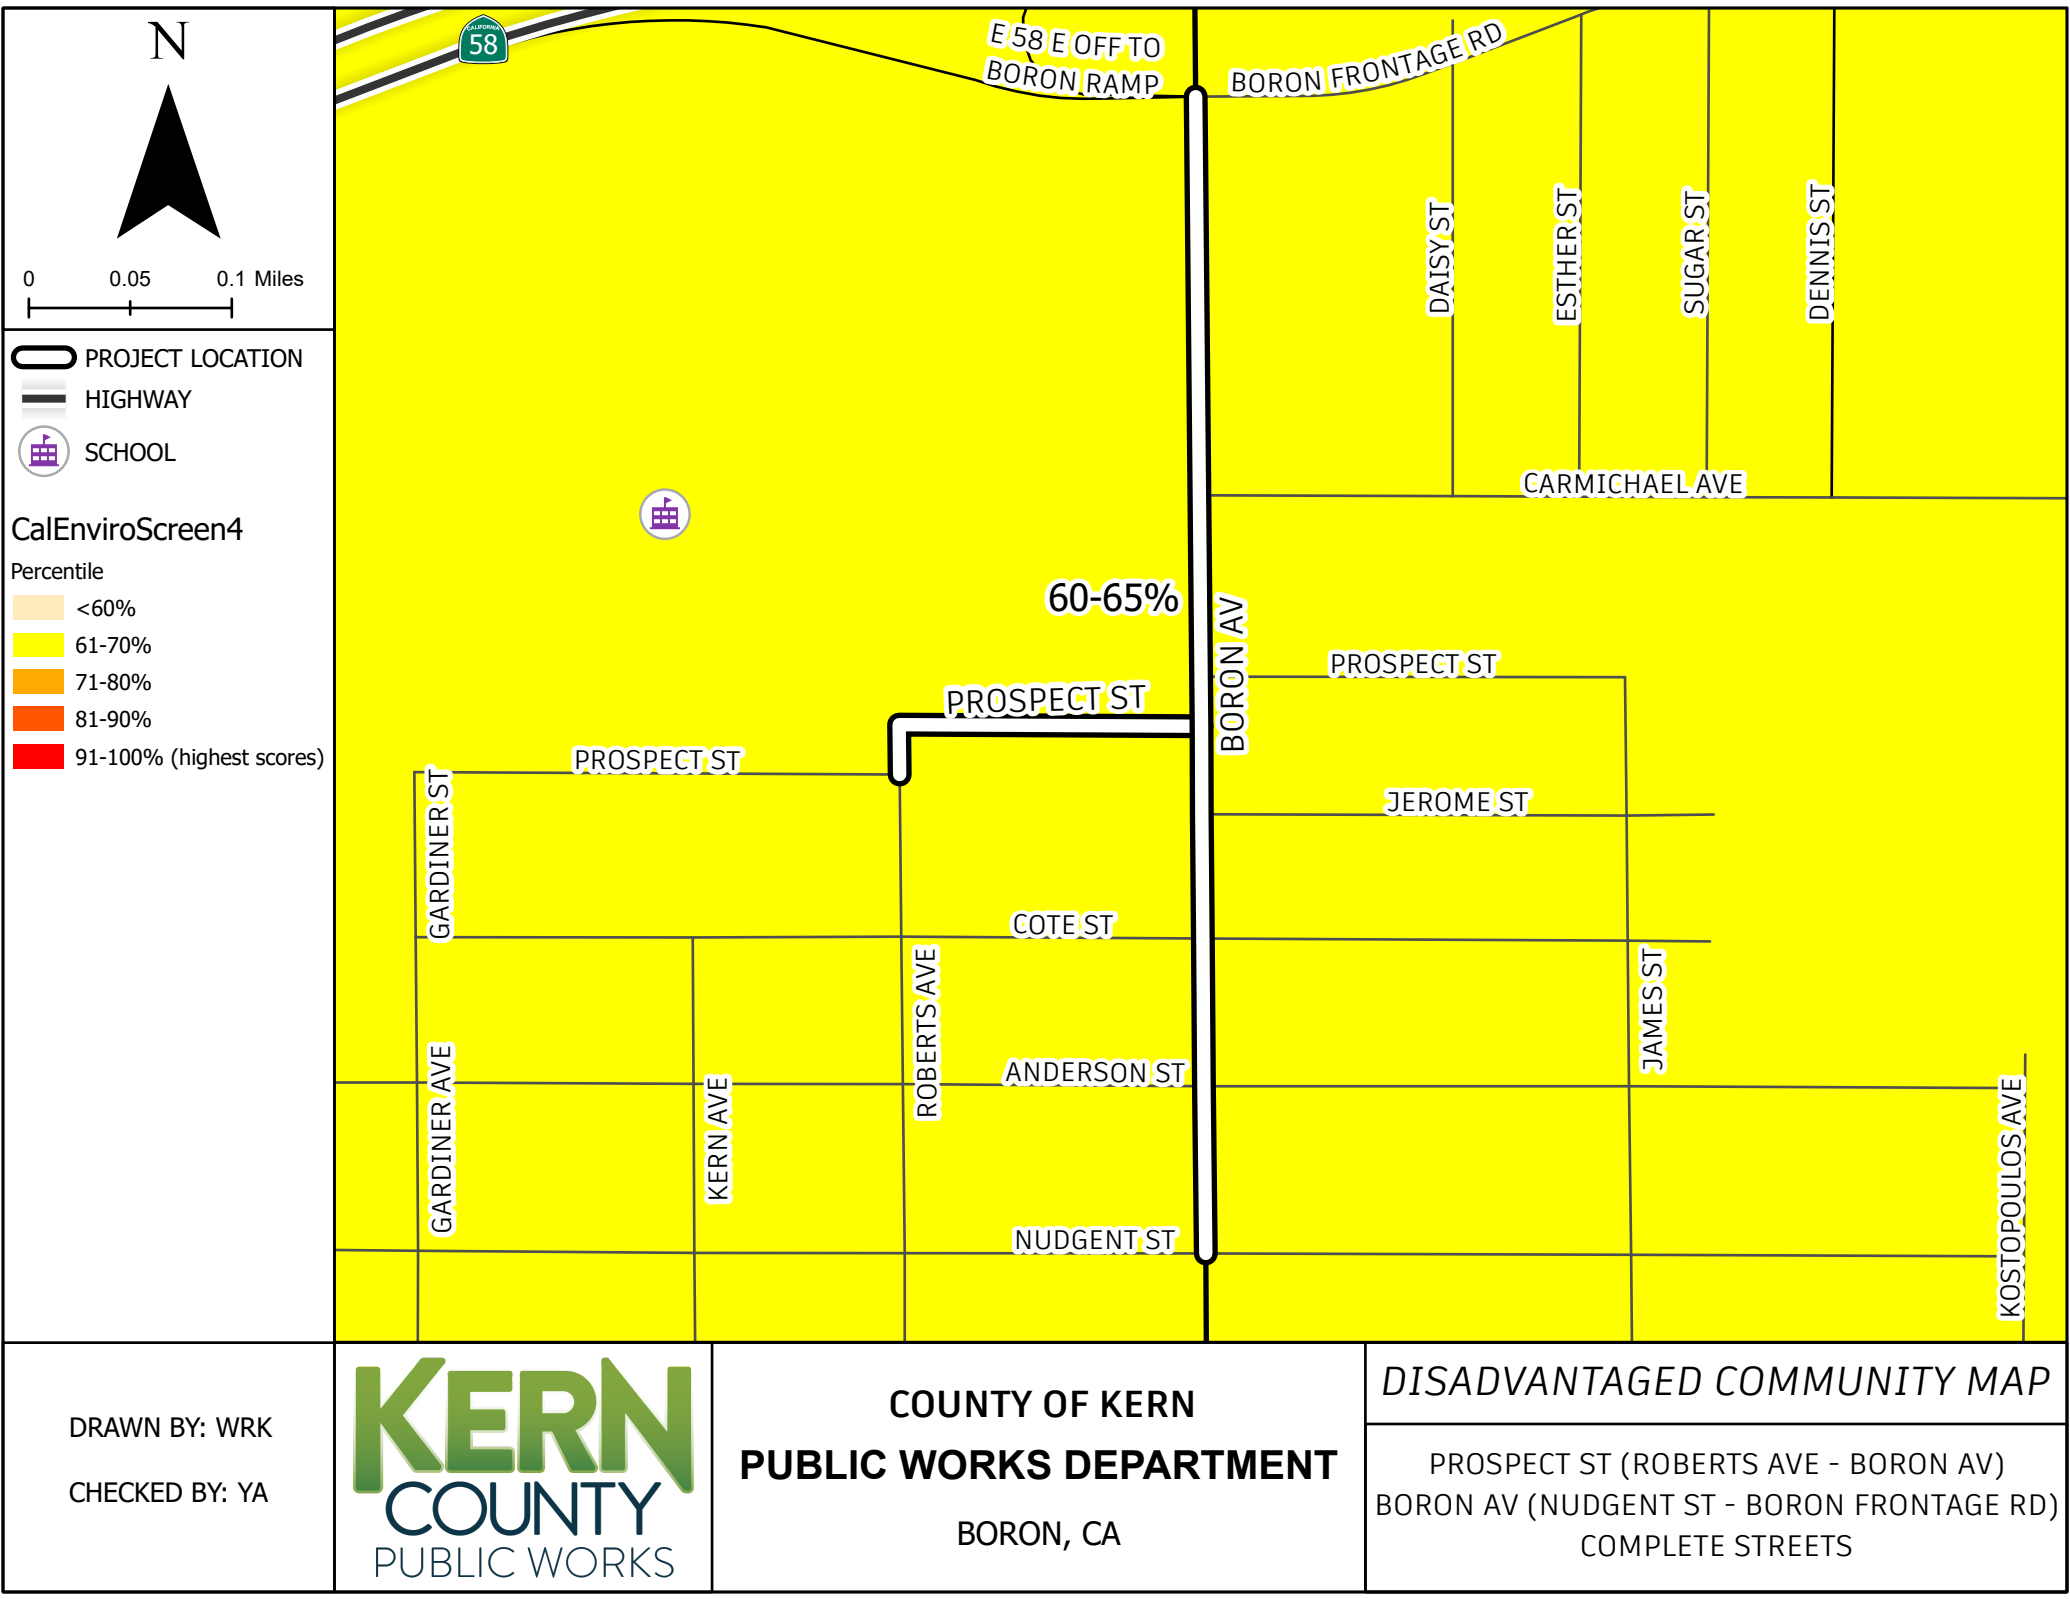 N
0 0.05 0.1 Miles
PROJECT LOCATION
HIGHWAY
SCHOOL
CalEnviroScreen4
Percentile
<60%
61-70%
71-80%
81-90%
91-100% (highest scores)
CALIFORNIA
58
E 58 E OFF TO
BORON RAMP
BORON FRONTAGE RD
DAISY ST
ESTHER ST
SUGAR ST
DENNIS ST
CARMICHAEL AVE
60-65%
BORON AV
PROSPECT ST
PROSPECT ST
PROSPECT ST
GARDINER ST
JEROME ST
COTE ST
ROBERTS AVE
JAMES ST
ANDERSON ST
GARDINER AVE
KERN AVE
KOSTOPOULOS AVE
NUDGENT ST
DRAWN BY: WRK
CHECKED BY: YA
KERN
COUNTY
PUBLIC WORKS
COUNTY OF KERN
PUBLIC WORKS DEPARTMENT
BORON, CA
DISADVANTAGED COMMUNITY MAP
PROSPECT ST (ROBERTS AVE - BORON AV)
BORON AV (NUDGENT ST - BORON FRONTAGE RD)
COMPLETE STREETS